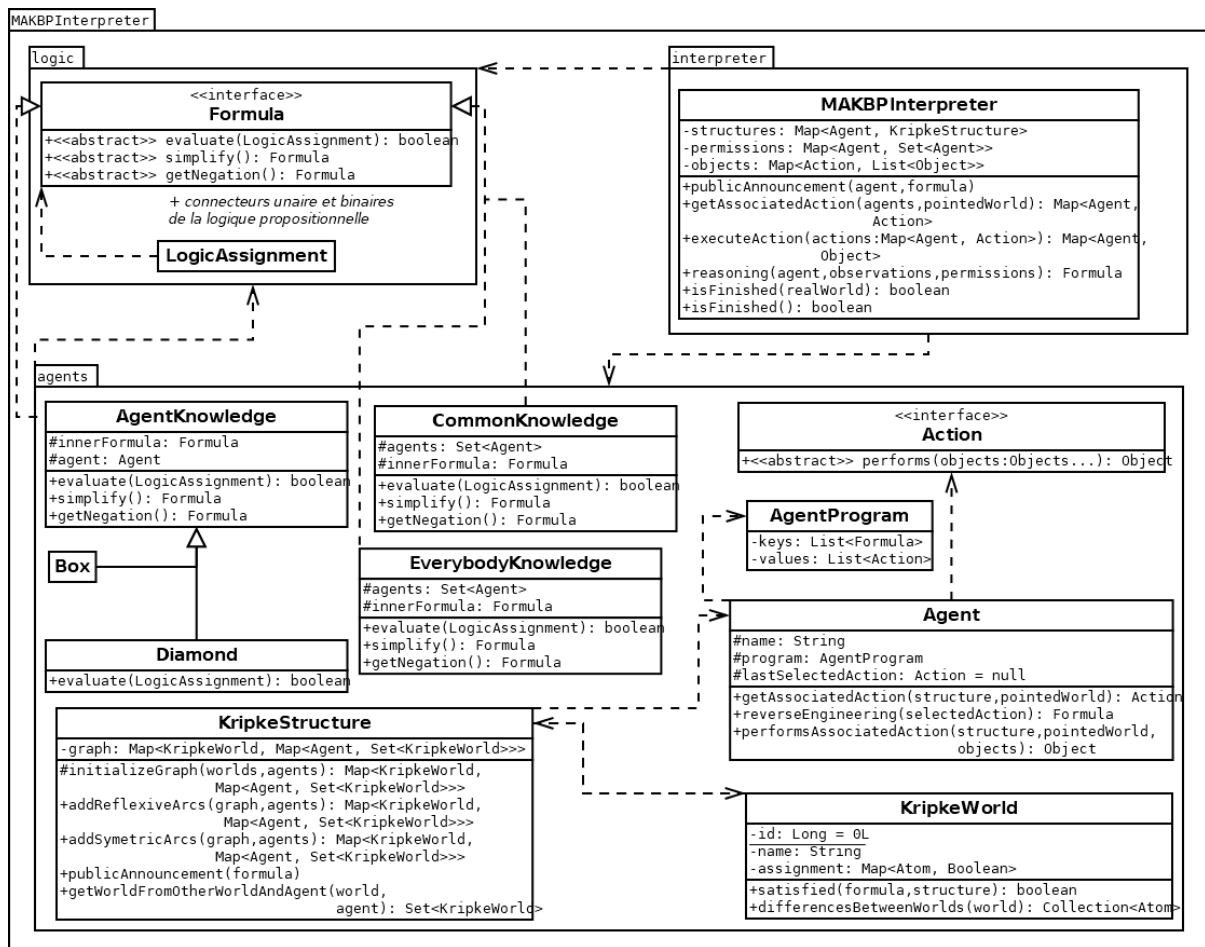 MAKBPInterpreter
logic
<<interface>>
Formula
+<<abstract>> evaluate(LogicAssignment): boolean
+<<abstract>> simplify(): Formula
+<<abstract>> getNegation(): Formula
+ connecteurs unaire et binaires
de la logique propositionnelle
LogicAssignment
interpreter
MAKBPInterpreter
-structures: Map<Agent, KripkeStructure>
-permissions: Map<Agent, Set<Agent>>
-objects: Map<Action, List<Object>>
+publicAnnouncement(agent,formula)
+getAssociatedAction(agents,pointedWorld): Map<Agent,
Action>
+executeAction(actions:Map<Agent, Action>): Map<Agent,
Object>
+reasoning(agent,observations,permissions): Formula
+isFinished(realWorld): boolean
+isFinished(): boolean
agents
AgentKnowledge
#innerFormula: Formula
#agent: Agent
+evaluate(LogicAssignment): boolean
+simplify(): Formula
+getNegation(): Formula
Box
Diamond
+evaluate(LogicAssignment): boolean
CommonKnowledge
#agents: Set<Agent>
#innerFormula: Formula
+evaluate(LogicAssignment): boolean
+simplify(): Formula
+getNegation(): Formula
EverybodyKnowledge
#agents: Set<Agent>
#innerFormula: Formula
+evaluate(LogicAssignment): boolean
+simplify(): Formula
+getNegation(): Formula
<<interface>>
Action
+<<abstract>> performs(objects:Objects...): Object
AgentProgram
-keys: List<Formula>
-values: List<Action>
Agent
#name: String
#program: AgentProgram
#lastSelectedAction: Action = null
+getAssociatedAction(structure,pointedWorld): Action
+reverseEngineering(selectedAction): Formula
+performsAssociatedAction(structure,pointedWorld,
objects): Object
KripkeStructure
-graph: Map<KripkeWorld, Map<Agent, Set<KripkeWorld>>>
#initializeGraph(worlds,agents): Map<KripkeWorld,
Map<Agent, Set<KripkeWorld>>>
+addReflexiveArcs(graph,agents): Map<KripkeWorld,
Map<Agent, Set<KripkeWorld>>>
+addSymetricArcs(graph,agents): Map<KripkeWorld,
Map<Agent, Set<KripkeWorld>>>
+publicAnnouncement(formula)
+getWorldFromOtherWorldAndAgent(world,
agent): Set<KripkeWorld>
KripkeWorld
-id: Long = 0L
-name: String
-assignment: Map<Atom, Boolean>
+satisfied(formula,structure): boolean
+differencesBetweenWorlds(world): Collection<Atom>